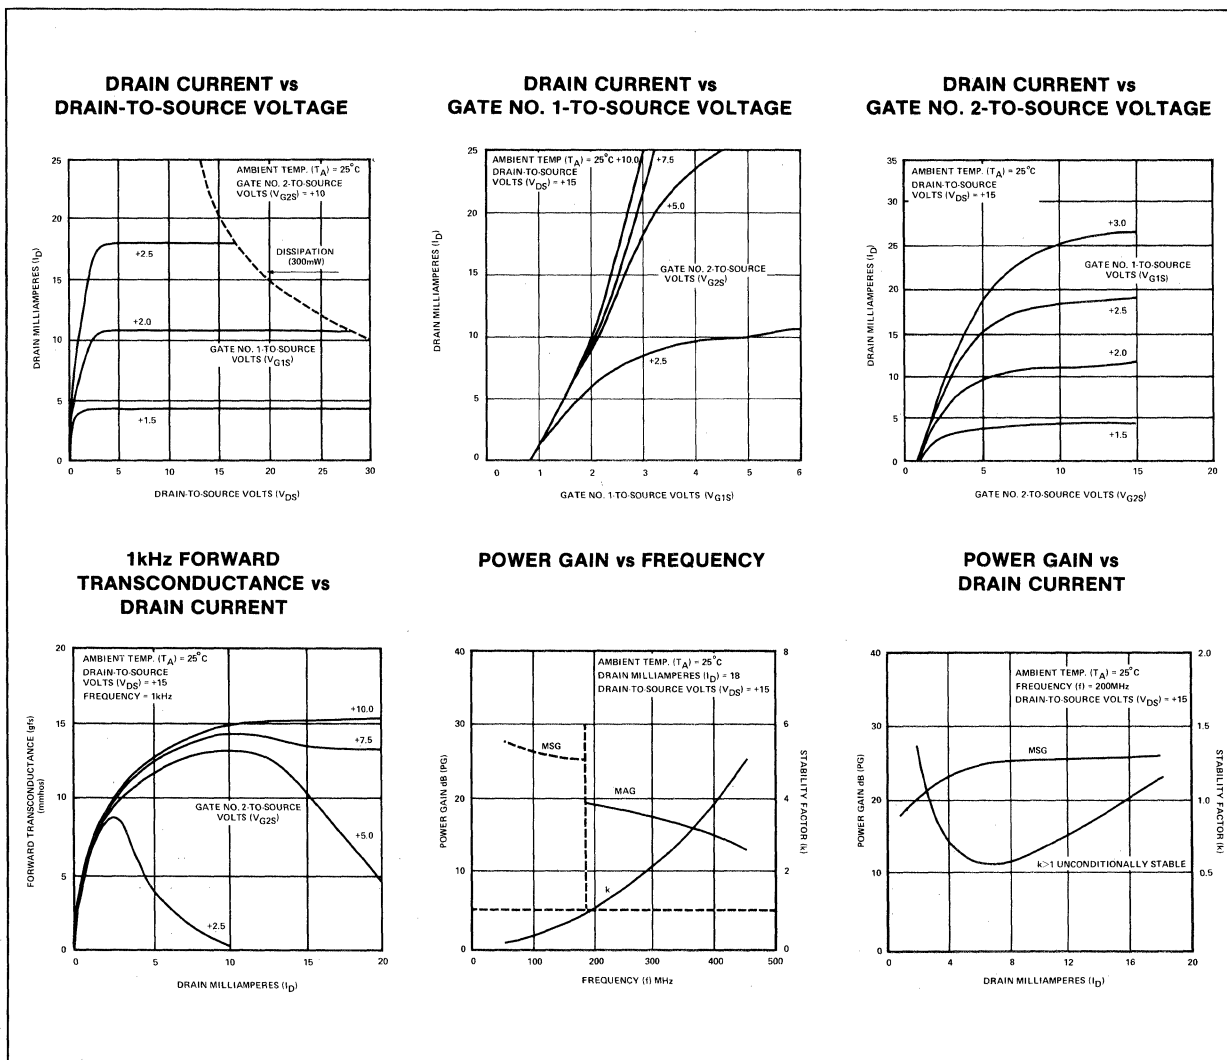 DRAIN CURRENT vs
DRAIN-TO-SOURCE VOLTAGE
25
20
15
10
5
0
DRAIN MILLIAMPERES (ID)
AMBIENT TEMP. (TA) = 25°C
GATE NO. 2-TO-SOURCE
VOLTS (VG2S) = +10
+2.5
DISSIPATION
(300mW)
+2.0
GATE NO. 1-TO-SOURCE
VOLTS (VG1S)
+1.5
0 5 10 15 20 25 30
DRAIN-TO-SOURCE VOLTS (VDS)
DRAIN CURRENT vs
GATE NO. 1-TO-SOURCE VOLTAGE
25
20
15
10
5
0
DRAIN MILLIAMPERES (ID)
AMBIENT TEMP (TA) = 25°C +10.0 +7.5
DRAIN-TO-SOURCE
VOLTS (VDS) = +15
+5.0
GATE NO. 2-TO-SOURCE
VOLTS (VG2S)
+2.5
0 1 2 3 4 5 6
GATE NO. 1-TO-SOURCE VOLTS (VG1S)
DRAIN CURRENT vs
GATE NO. 2-TO-SOURCE VOLTAGE
35
30
25
20
15
10
5
0
DRAIN MILLIAMPERES (ID)
AMBIENT TEMP. (TA) = 25°C
DRAIN-TO-SOURCE
VOLTS (VDS) = +15
+3.0
GATE NO. 1-TO-SOURCE
VOLTS (VG1S)
+2.5
+2.0
+1.5
0 5 10 15 20
GATE NO. 2-TO-SOURCE VOLTS (VG2S)
1kHz FORWARD
TRANSCONDUCTANCE vs
DRAIN CURRENT
20
15
10
5
0
FORWARD TRANSCONDUCTANCE (gfs)
(mmhos)
AMBIENT TEMP. (TA) = 25°C
DRAIN-TO-SOURCE
VOLTS (VDS) = +15
FREQUENCY = 1kHz
+10.0
+7.5
GATE NO. 2-TO-SOURCE
VOLTS (VG2S)
+5.0
+2.5
0 5 10 15 20
DRAIN MILLIAMPERES (ID)
POWER GAIN vs FREQUENCY
40
30
20
10
0
POWER GAIN dB (PG)
AMBIENT TEMP. (TA) = 25°C
DRAIN MILLIAMPERES (ID) = 18
DRAIN-TO-SOURCE VOLTS (VDS) = +15
MSG
MAG
k
8
6
4
2
0
STABILITY FACTOR (k)
0 100 200 300 400 500
FREQUENCY (f) MHz
POWER GAIN vs
DRAIN CURRENT
40
30
20
10
0
POWER GAIN dB (PG)
AMBIENT TEMP. (TA) = 25°C
FREQUENCY (f) = 200MHz
DRAIN-TO-SOURCE VOLTS (VDS) = +15
MSG
k>1 UNCONDITIONALLY STABLE
2.0
1.5
1.0
0.5
0
STABILITY FACTOR (k)
0 4 8 12 16 20
DRAIN MILLIAMPERES (ID)